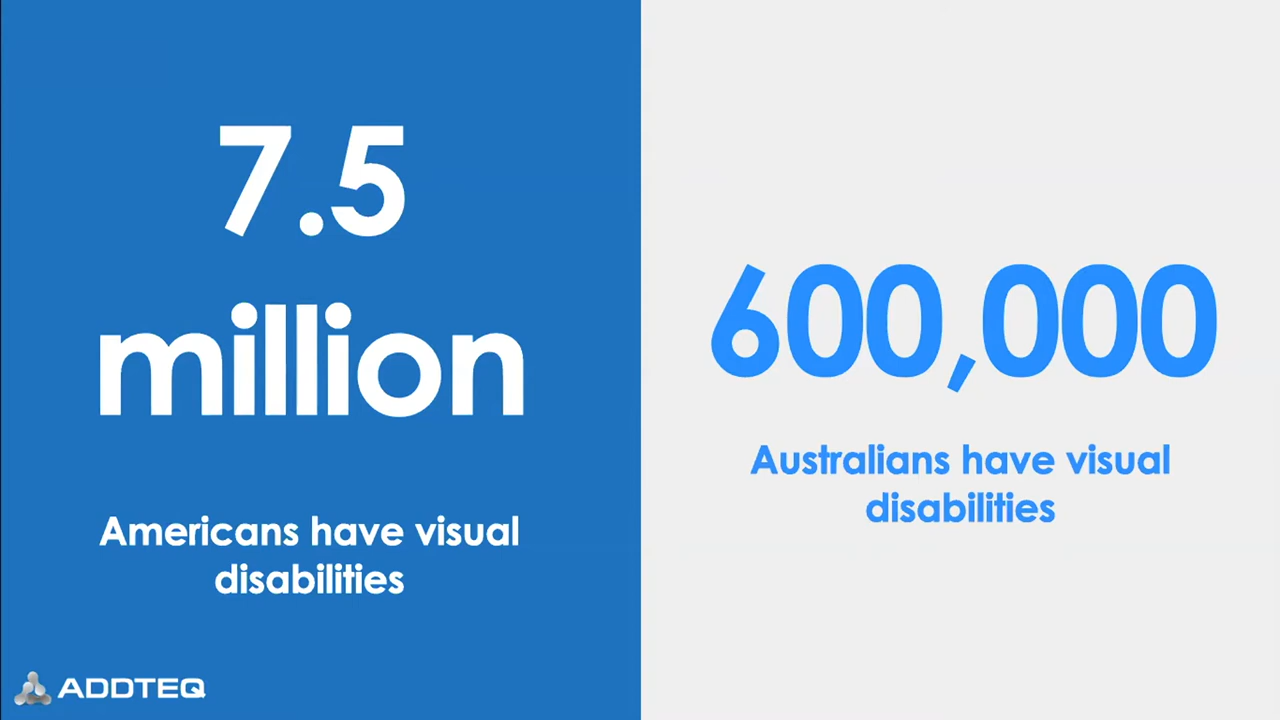 7.5
million
Americans have visual
disabilities
600,000
Australians have visual
disabilities
ADDTEQ